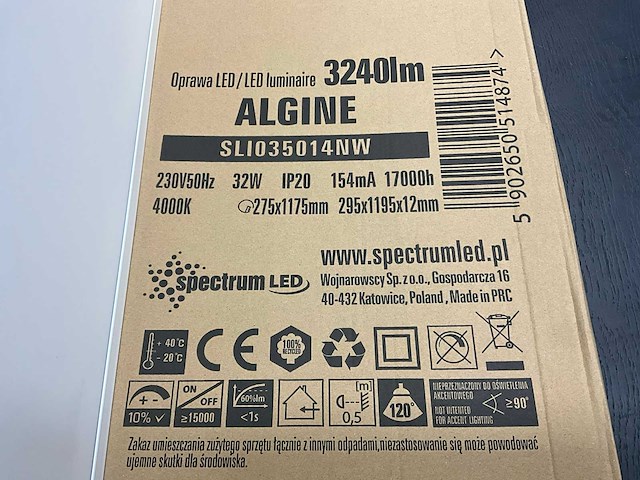 Oprawa LED/LED luminaire 3240lm
ALGINE
SLI035014NW
230V50Hz 32W IP20 154mA 17000h
4000K 275x1175mm 295x1195x12mm
5 902650 514874 >
spectrum LED
www.spectrumled.pl
Wojnarowscy Sp. z o.o., Gospodarcza 16
40-432 Katowice, Poland, Made in PRC
+ 40°C
- 20°C
CE
100%
RECYCLED
+ -
10% ✓
ON
OFF
≥15000
60%lm
<1s
[m]
0,5
120°
NIEPRZEZNACZONY DO OŚWIETLENIA
AKCENTOWEGO
NOT INTENTED
FOR ACCENT LIGHTING
≥90°
Zakaz umieszczania zużytego sprzętu łącznie z innymi odpadami,niezastosowanie się może powodować
ujemne skutki dla środowiska.